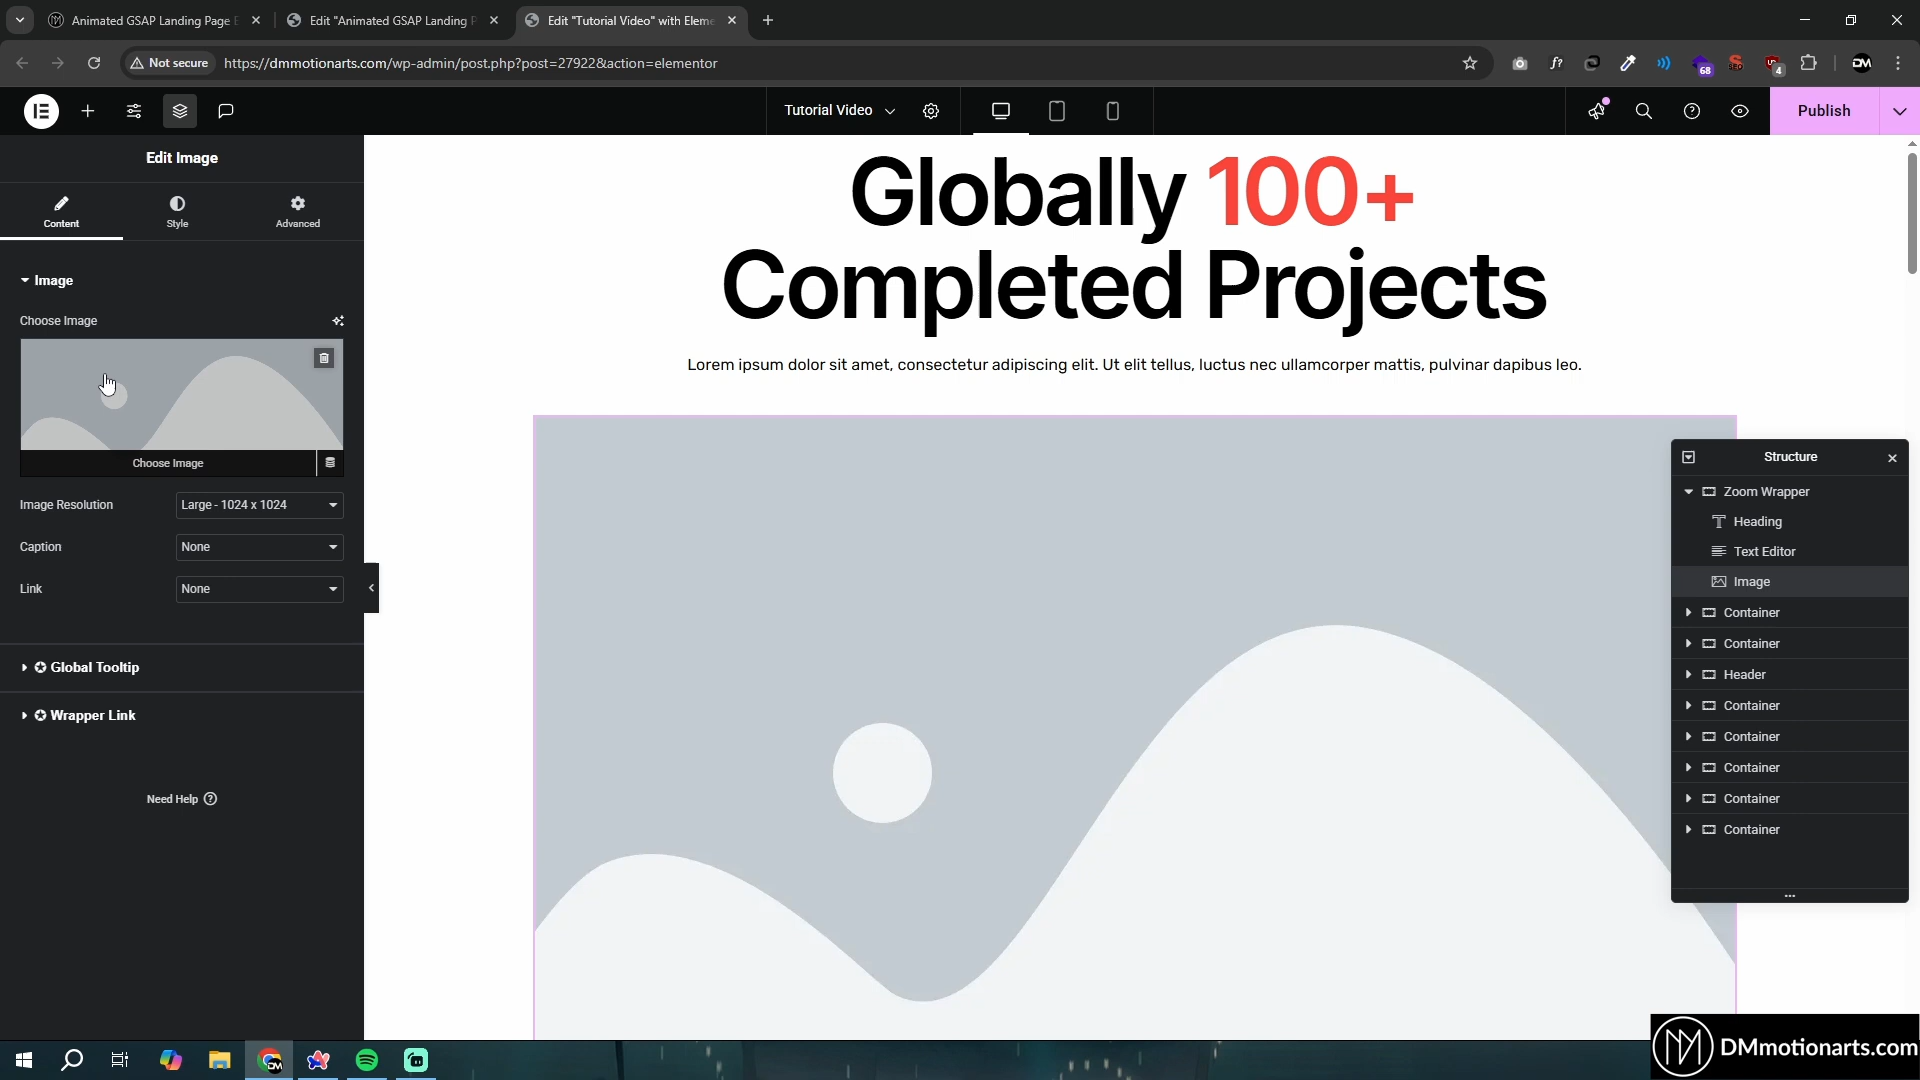 Animated GSAP Landing Page E
Edit "Animated GSAP Landing P
Edit "Tutorial Video" with Eleme
Not secure
https://dmmotionarts.com/wp-admin/post.php?post=27922&action=elementor
f?
68
SEO
4
DM
Tutorial Video
Publish
Edit Image
Content
Style
Advanced
Image
Choose Image
Choose Image
Image Resolution
Large - 1024 x 1024
Caption
None
Link
None
Global Tooltip
Wrapper Link
Need Help
Globally 100+
Completed Projects
Lorem ipsum dolor sit amet, consectetur adipiscing elit. Ut elit tellus, luctus nec ullamcorper mattis, pulvinar dapibus leo.
Structure
Zoom Wrapper
Heading
Text Editor
Image
Container
Container
Header
Container
Container
Container
Container
Container
DMmotionarts.com